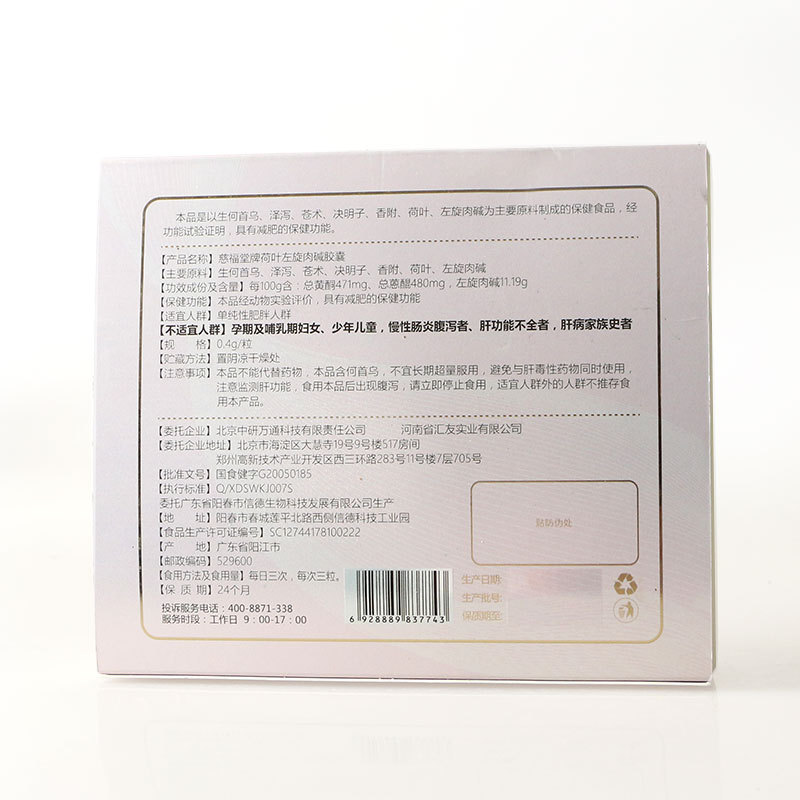 本品是以生何首乌、泽泻、苍术、决明子、香附、荷叶、左旋肉碱为主要原料制成的保健食品，经
功能试验证明，具有减肥的保健功能。
【产品名称】慈福堂牌荷叶左旋肉碱胶囊
【主要原料】生何首乌、泽泻、苍术、决明子、香附、荷叶、左旋肉碱
【功效成份及含量】每100g含：总黄酮471mg、总蒽醌480mg，左旋肉碱11.19g
【保健功能】本品经动物实验评价，具有减肥的保健功能
【适宜人群】单纯性肥胖人群
【不适宜人群】孕期及哺乳期妇女、少年儿童，慢性肠炎腹泻者、肝功能不全者，肝病家族史者
【规 格】0.4g/粒
【贮藏方法】置阴凉干燥处
【注意事项】本品不能代替药物，本品含何首乌，不宜长期超量服用，避免与肝毒性药物同时使用，
注意监测肝功能，食用本品后出现腹泻，请立即停止食用，适宜人群外的人群不推荐食
用本产品。
【委托企业】北京中研万通科技有限责任公司 河南省汇友实业有限公司
【委托企业地址】北京市海淀区大慧寺19号9号楼517房间
郑州高新技术产业开发区西三环路283号11号楼7层705号
【批准文号】国食健字G20050185
【执行标准】Q/XDSWKJ007S
委托广东省阳春市信德生物科技发展有限公司生产
【地 址】阳春市春城莲平北路西侧信德科技工业园
【食品生产许可证编号】SC12744178100222
【产 地】广东省阳江市
【邮政编码】529600
【食用方法及食用量】每日三次，每次三粒。
【保 质 期】24个月
投诉服务电话：400-8871-338
服务时段：工作日 9：00-17：00
6 928889 837743
贴防伪处
生产日期:
生产批号:
保质期至: